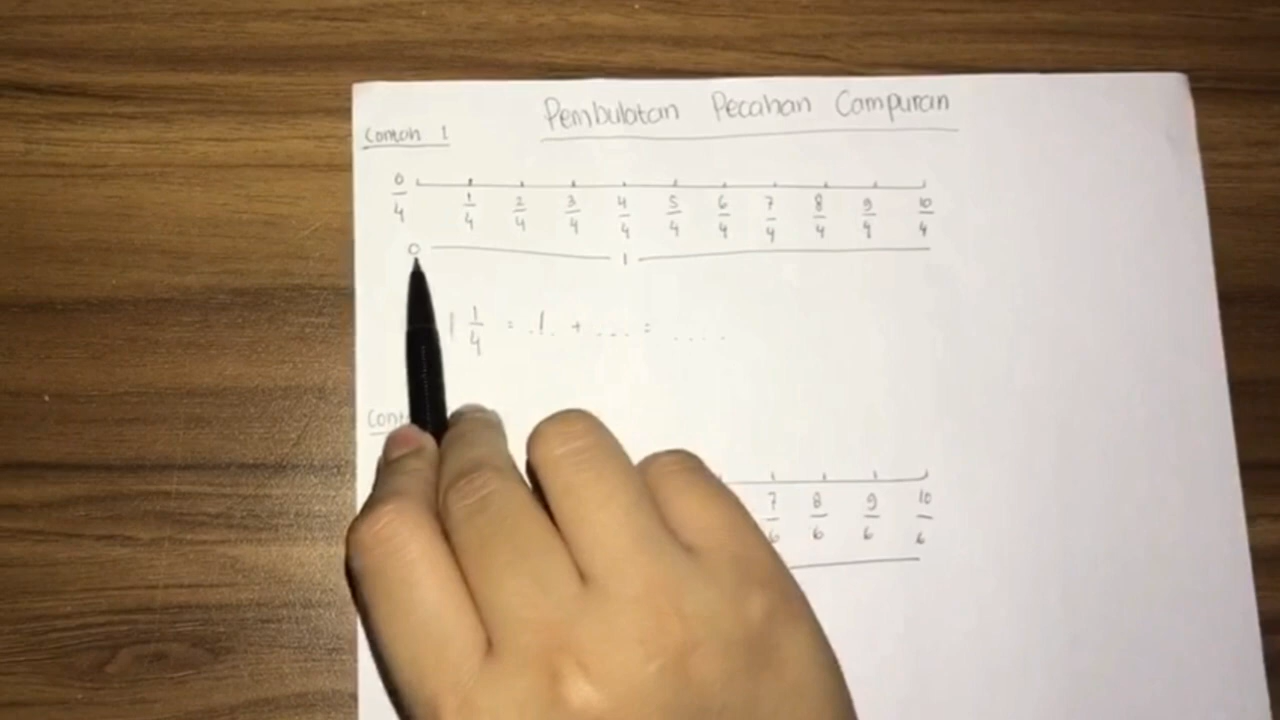 Pembulatan Pecahan Campuran
Contoh 1
0/4 1/4 2/4 3/4 4/4 5/4 6/4 7/4 8/4 9/4 10/4
0 1
1 1/4 = .1. + ... = ....
7/6 8/6 9/6 10/6